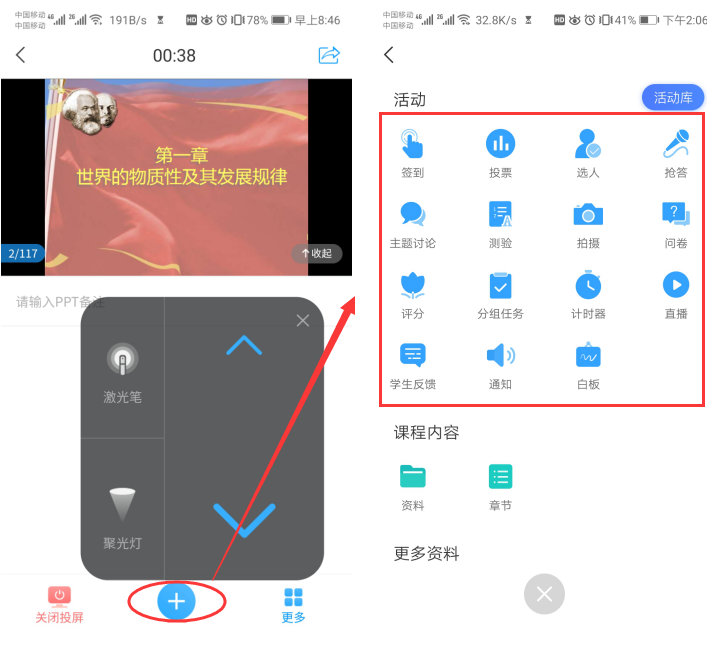 中国移动
中国移动
4G
2G
191B/s
HD
78%
早上8:46
00:38
第一章
世界的物质性及其发展规律
2/117
收起
请输入PPT备注
激光笔
聚光灯
关闭投屏
更多
中国移动
中国移动
4G
2G
32.8K/s
HD
41%
下午2:06
活动
活动库
签到 投票 选人 抢答
主题讨论 测验 拍摄 问卷
评分 分组任务 计时器 直播
学生反馈 通知 白板
课程内容
资料 章节
更多资料